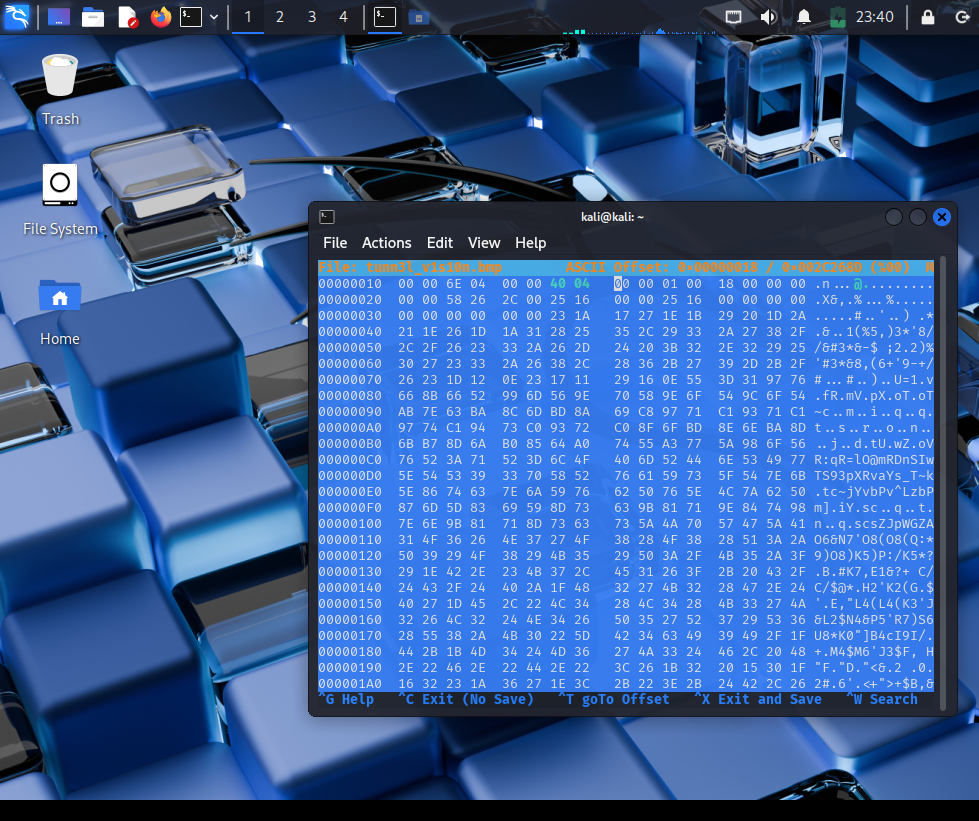 1 2 3 4
23:40
Trash
File System
Home
kali@kali: ~
File Actions Edit View Help
File: tunn3l_v1s10n.bmp ASCII Offset: 0×00000018 / 0×002C268D (%00) M
00000010 00 00 6E 04 00 00 40 04 00 00 01 00 18 00 00 00 .n...@.........
00000020 00 00 58 26 2C 00 25 16 00 00 25 16 00 00 00 00 .X&,.%...%.....
00000030 00 00 00 00 00 00 23 1A 17 27 1E 1B 29 20 1D 2A .....#..'..) .*
00000040 21 1E 26 1D 1A 31 28 25 35 2C 29 33 2A 27 38 2F .&..1(%5,)3*'8/
00000050 2C 2F 26 23 33 2A 26 2D 24 20 3B 32 2E 32 29 25 /&#3*&-$ ;2.2)%
00000060 30 27 23 33 2A 26 38 2C 28 36 2B 27 39 2D 2B 2F '#3*&8,(6+'9-+/
00000070 26 23 1D 12 0E 23 17 11 29 16 0E 55 3D 31 97 76 #...#..)..U=1.v
00000080 66 8B 66 52 99 6D 56 9E 70 58 9E 6F 54 9C 6F 54 .fR.mV.pX.oT.oT
00000090 AB 7E 63 BA 8C 6D BD 8A 69 C8 97 71 C1 93 71 C1 ~c.m.i.q.q.
000000A0 97 74 C1 94 73 C0 93 72 C0 8F 6F BD 8E 6E BA 8D t.s.r.o.n..
000000B0 6B B7 8D 6A B0 85 64 A0 74 55 A3 77 5A 98 6F 56 ..j.d.tU.wZ.oV
000000C0 76 52 3A 71 52 3D 6C 4F 40 6D 52 44 6E 53 49 77 R:qR=lO@mRDnSIw
000000D0 5E 54 53 39 33 70 58 52 76 61 59 73 5F 54 7E 6B TS93pXRvaYs_T~k
000000E0 5E 86 74 63 7E 6A 59 76 62 50 76 5E 4C 7A 62 50 .tc~jYvbPv^LzbP
000000F0 87 6D 5D 83 69 59 8D 73 63 9B 81 71 9E 84 74 98 m].iY.sc..q..t.
00000100 7E 6E 9B 81 71 8D 73 63 73 5A 4A 70 57 47 5A 41 n..q.scsZJpWGZA
00000110 31 4F 36 26 4E 37 27 4F 38 28 4F 38 28 51 3A 2A O6&N7'O8(O8(Q:*
00000120 50 39 29 4F 38 29 4B 35 29 50 3A 2F 4B 35 2A 3F 9)O8)K5)P:/K5*?
00000130 29 1E 42 2E 23 4B 37 2C 45 31 26 3F 2B 20 43 2F .B.#K7,E1&?+ C/
00000140 24 43 2F 24 40 2A 1F 48 32 27 4B 32 28 47 2E 24 C/$@*.H2'K2(G.$
00000150 40 27 1D 45 2C 22 4C 34 28 4C 34 28 4B 33 27 4A '.E,"L4(L4(K3'J
00000160 32 26 4C 32 24 4E 34 26 50 35 27 52 37 29 53 36 &L2$N4&P5'R7)S6
00000170 28 55 38 2A 4B 30 22 5D 42 34 63 49 39 49 2F 1F U8*K0"]B4cI9I/.
00000180 44 2B 1B 4D 34 24 4D 36 27 4A 33 24 46 2C 20 48 +.M4$M6'J3$F, H
00000190 2E 22 46 2E 22 44 2E 22 3C 26 1B 32 20 15 30 1F "F."D."<&.2 .0.
000001A0 16 32 23 1A 36 27 1E 3C 2B 22 3E 2B 24 42 2C 26 2#.6'.<+">+$B,&
^G Help ^C Exit (No Save) ^T goTo Offset ^X Exit and Save ^W Search